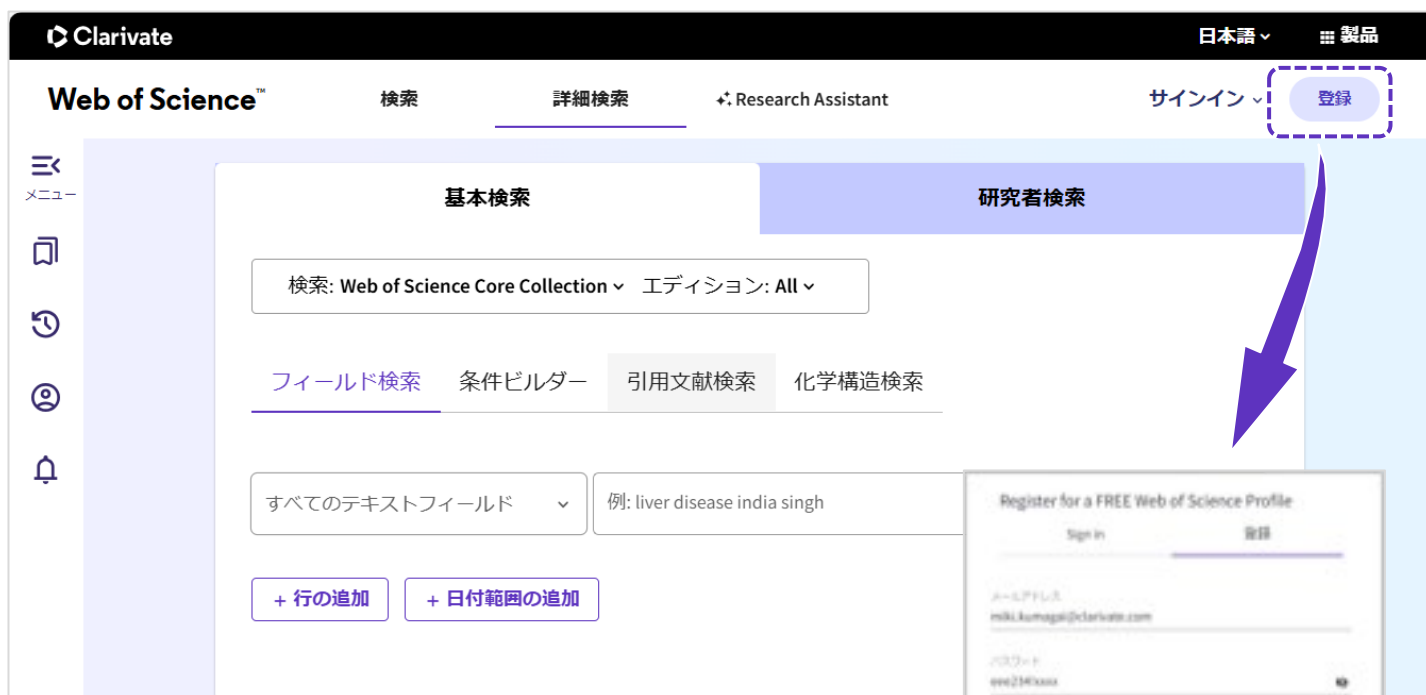 Clarivate
日本語
製品
Web of Science™
検索
詳細検索
Research Assistant
サインイン
登録
メニュー
基本検索
研究者検索
検索: Web of Science Core Collection エディション: All
フィールド検索
条件ビルダー
引用文献検索
化学構造検索
すべてのテキストフィールド
例: liver disease india singh
+ 行の追加
+ 日付範囲の追加
Register for a FREE Web of Science Profile
Sign in
登録
メールアドレス
miki.kumagai@clarivate.com
パスワード